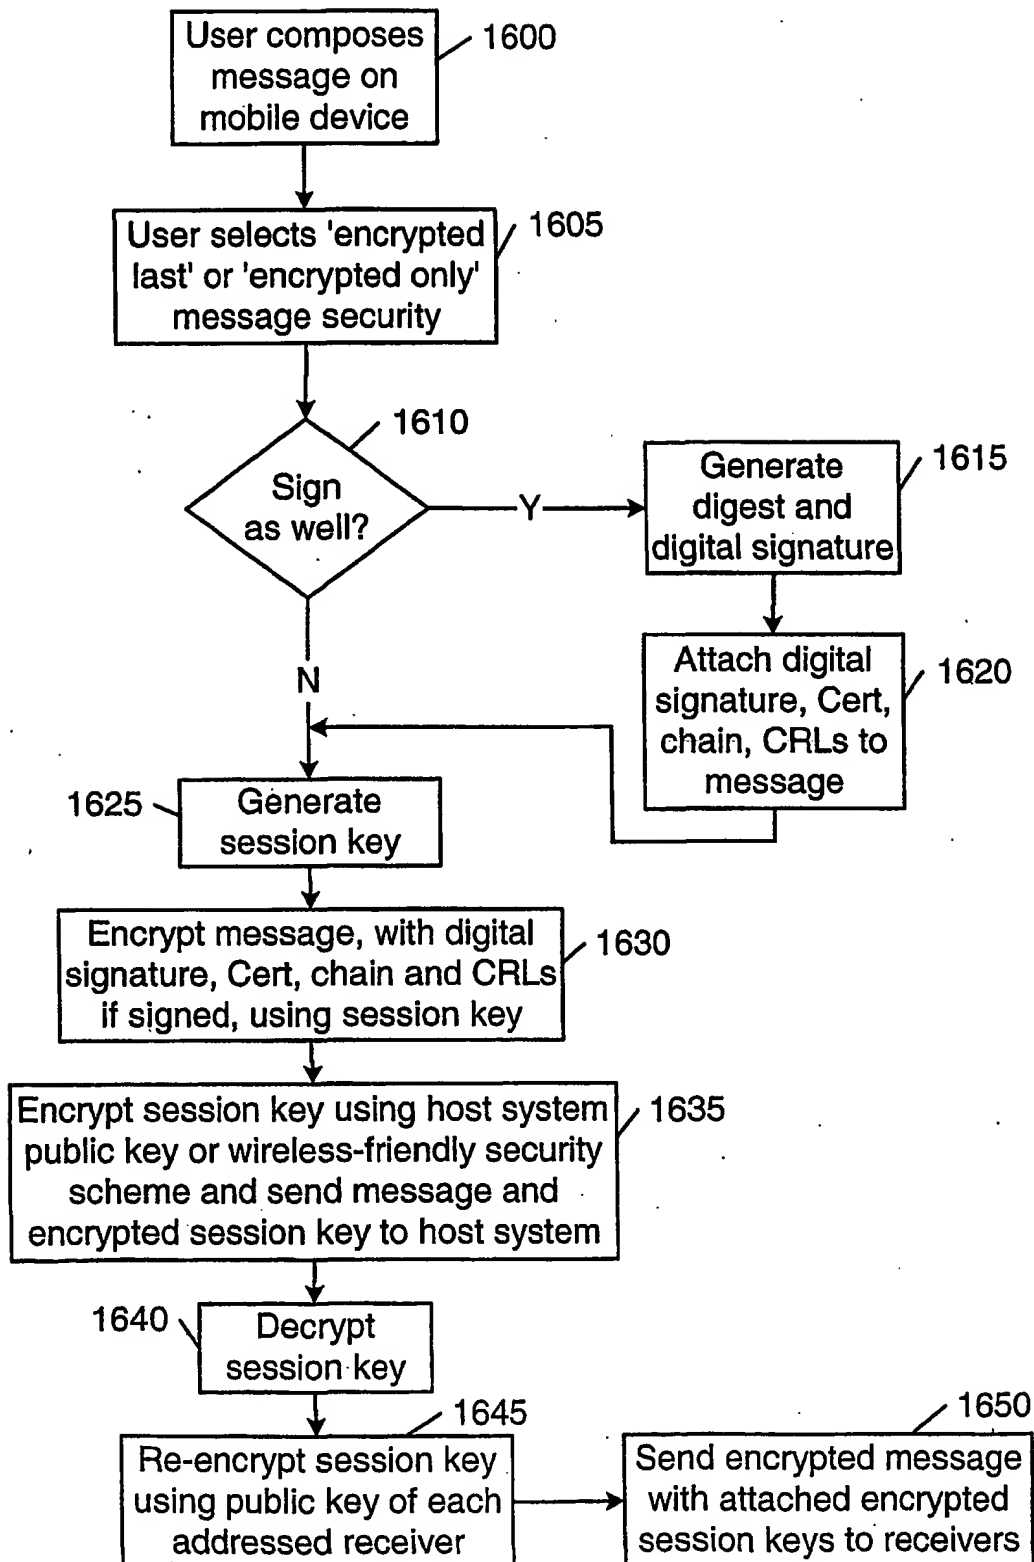 User composes
message on
mobile device
1600
User selects 'encrypted
last' or 'encrypted only'
message security
1605
Sign
as well?
1610
Y
N
Generate
digest and
digital signature
1615
Attach digital
signature, Cert,
chain, CRLs to
message
1620
Generate
session key
1625
Encrypt message, with digital
signature, Cert, chain and CRLs
if signed, using session key
1630
Encrypt session key using host system
public key or wireless-friendly security
scheme and send message and
encrypted session key to host system
1635
Decrypt
session key
1640
Re-encrypt session key
using public key of each
addressed receiver
1645
Send encrypted message
with attached encrypted
session keys to receivers
1650